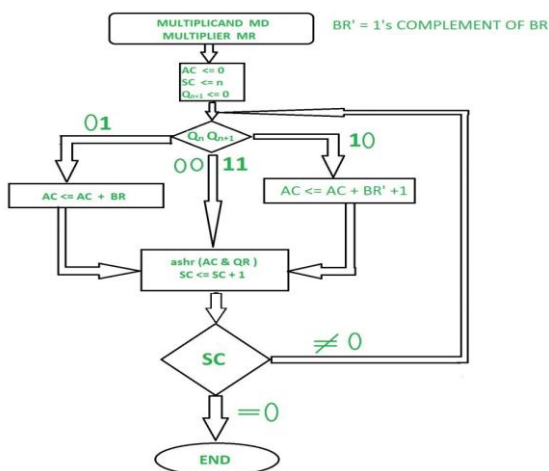 MULTIPLICAND MD
MULTIPLIER MR
BR' = 1's COMPLEMENT OF BR
AC <= 0
SC <= n
Qn+1 <= 0
Qn Qn+1
01
00 11
10
AC <= AC + BR
AC <= AC + BR' +1
ashr (AC & QR )
SC <= SC + 1
SC
≠ 0
=0
END